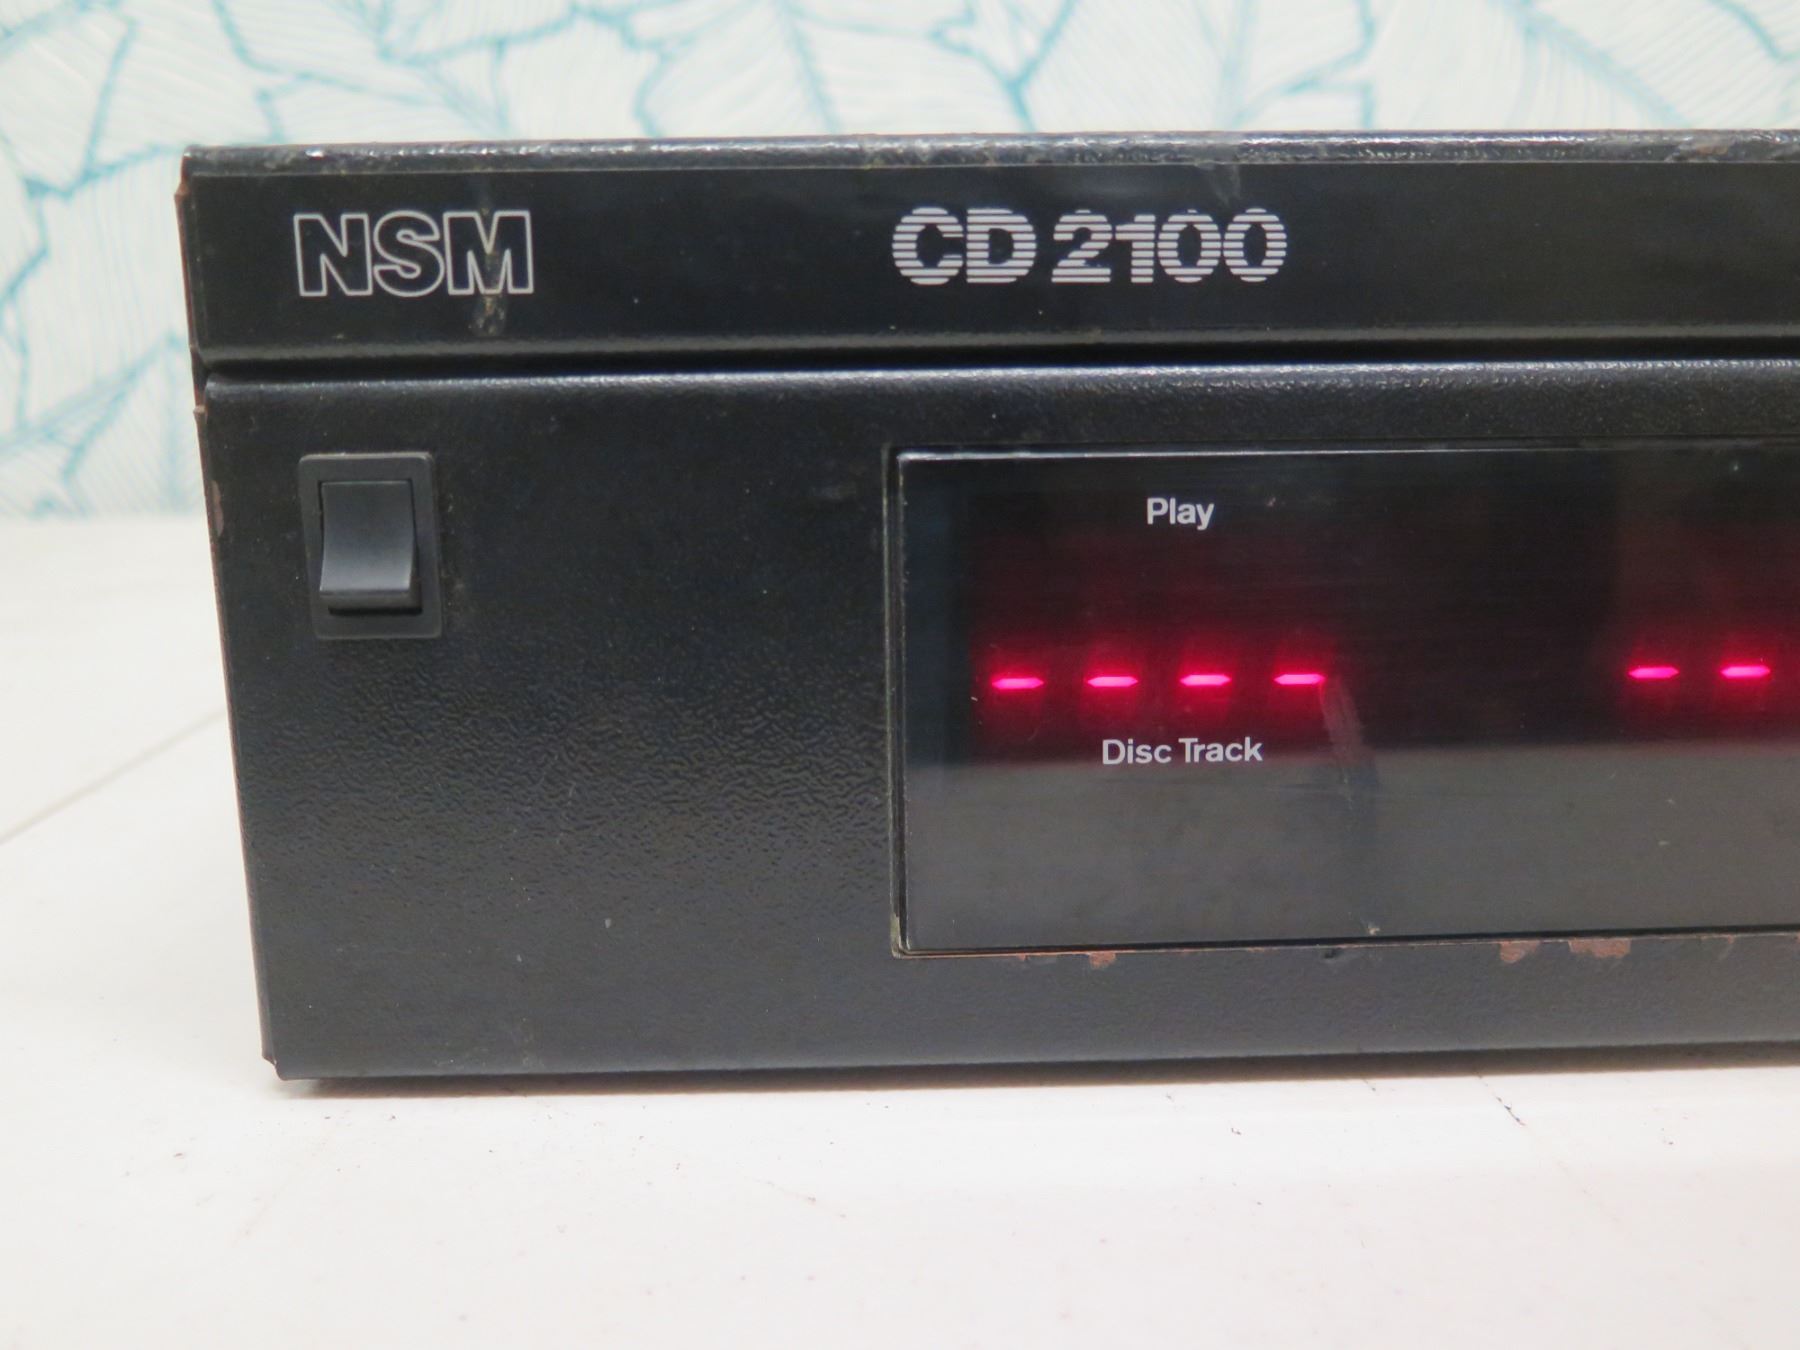 NSM CD 2100
Play
- - - - - -
Disc Track